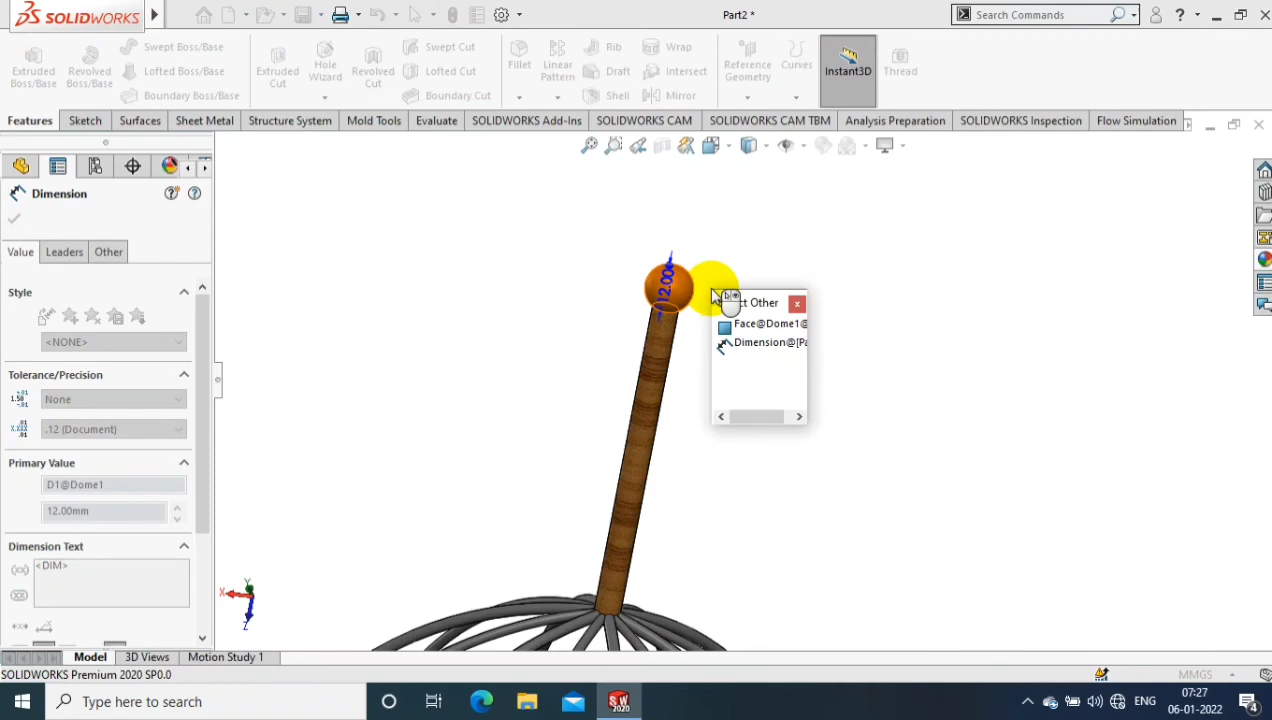 SOLIDWORKS
Part2 *
Search Commands
?
Extruded Boss/Base
Revolved Boss/Base
Swept Boss/Base
Lofted Boss/Base
Boundary Boss/Base
Extruded Cut
Hole Wizard
Revolved Cut
Swept Cut
Lofted Cut
Boundary Cut
Fillet
Linear Pattern
Rib
Draft
Shell
Wrap
Intersect
Mirror
Reference Geometry
Curves
Instant3D
Thread
Features
Sketch
Surfaces
Sheet Metal
Structure System
Mold Tools
Evaluate
SOLIDWORKS Add-Ins
SOLIDWORKS CAM
SOLIDWORKS CAM TBM
Analysis Preparation
SOLIDWORKS Inspection
Flow Simulation
Dimension
Value
Leaders
Other
Style
<NONE>
Tolerance/Precision
None
.12 (Document)
Primary Value
D1@Dome1
12.00mm
Dimension Text
<DIM>
12.00
ct Other
x
Face@Dome1@
Dimension@[Pa
X
Y
Z
Model
3D Views
Motion Study 1
SOLIDWORKS Premium 2020 SP0.0
MMGS
Type here to search
SW
2020
ENG
07:27
06-01-2022
4